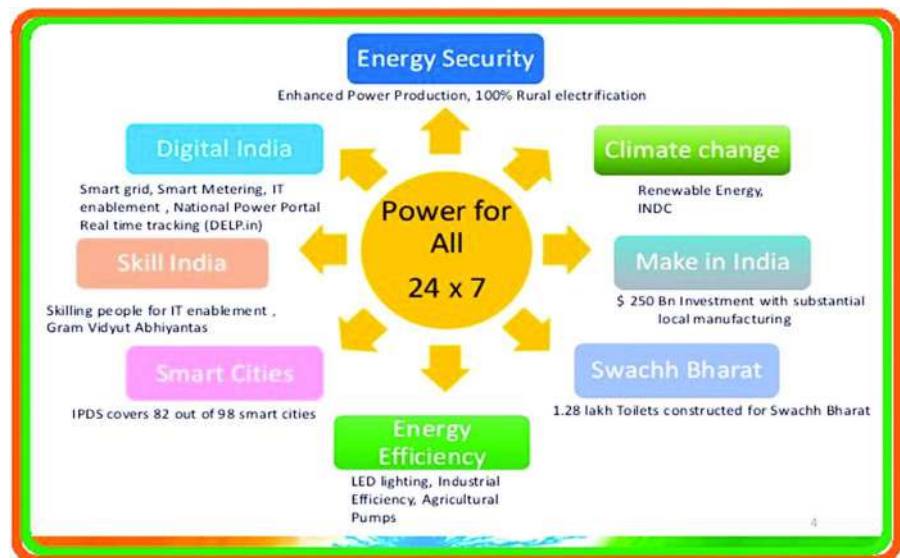 Energy Security
Enhanced Power Production, 100% Rural electrification
Digital India
Smart grid, Smart Metering, IT
enablement , National Power Portal
Real time tracking (DELP.in)
Climate change
Renewable Energy,
INDC
Power for
All
24 x 7
Skill India
Skilling people for IT enablement ,
Gram Vidyut Abhiyantas
Make in India
$ 250 Bn Investment with substantial
local manufacturing
Smart Cities
IPDS covers 82 out of 98 smart cities
Swachh Bharat
1.28 lakh Toilets constructed for Swachh Bharat
Energy
Efficiency
LED lighting, Industrial
Efficiency, Agricultural
Pumps
4